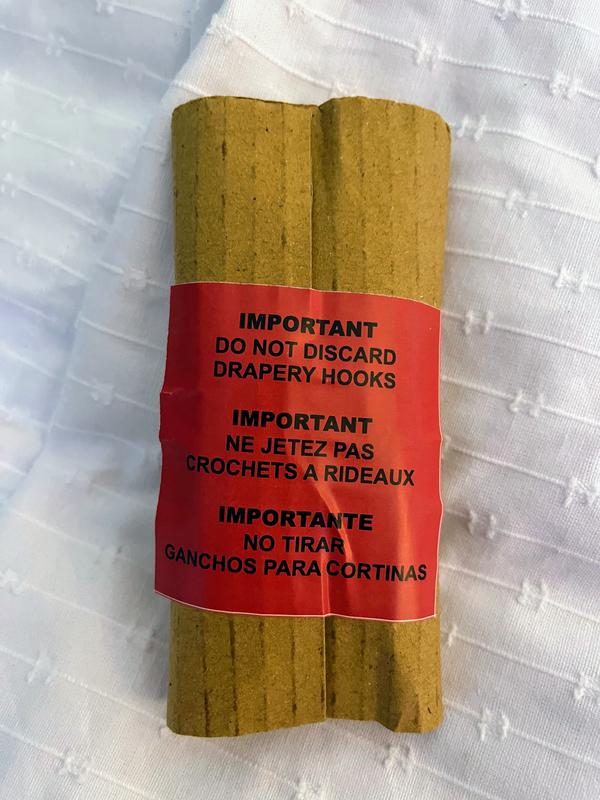 IMPORTANT
DO NOT DISCARD
DRAPERY HOOKS
IMPORTANT
NE JETEZ PAS
CROCHETS A RIDEAUX
IMPORTANTE
NO TIRAR
GANCHOS PARA CORTINAS